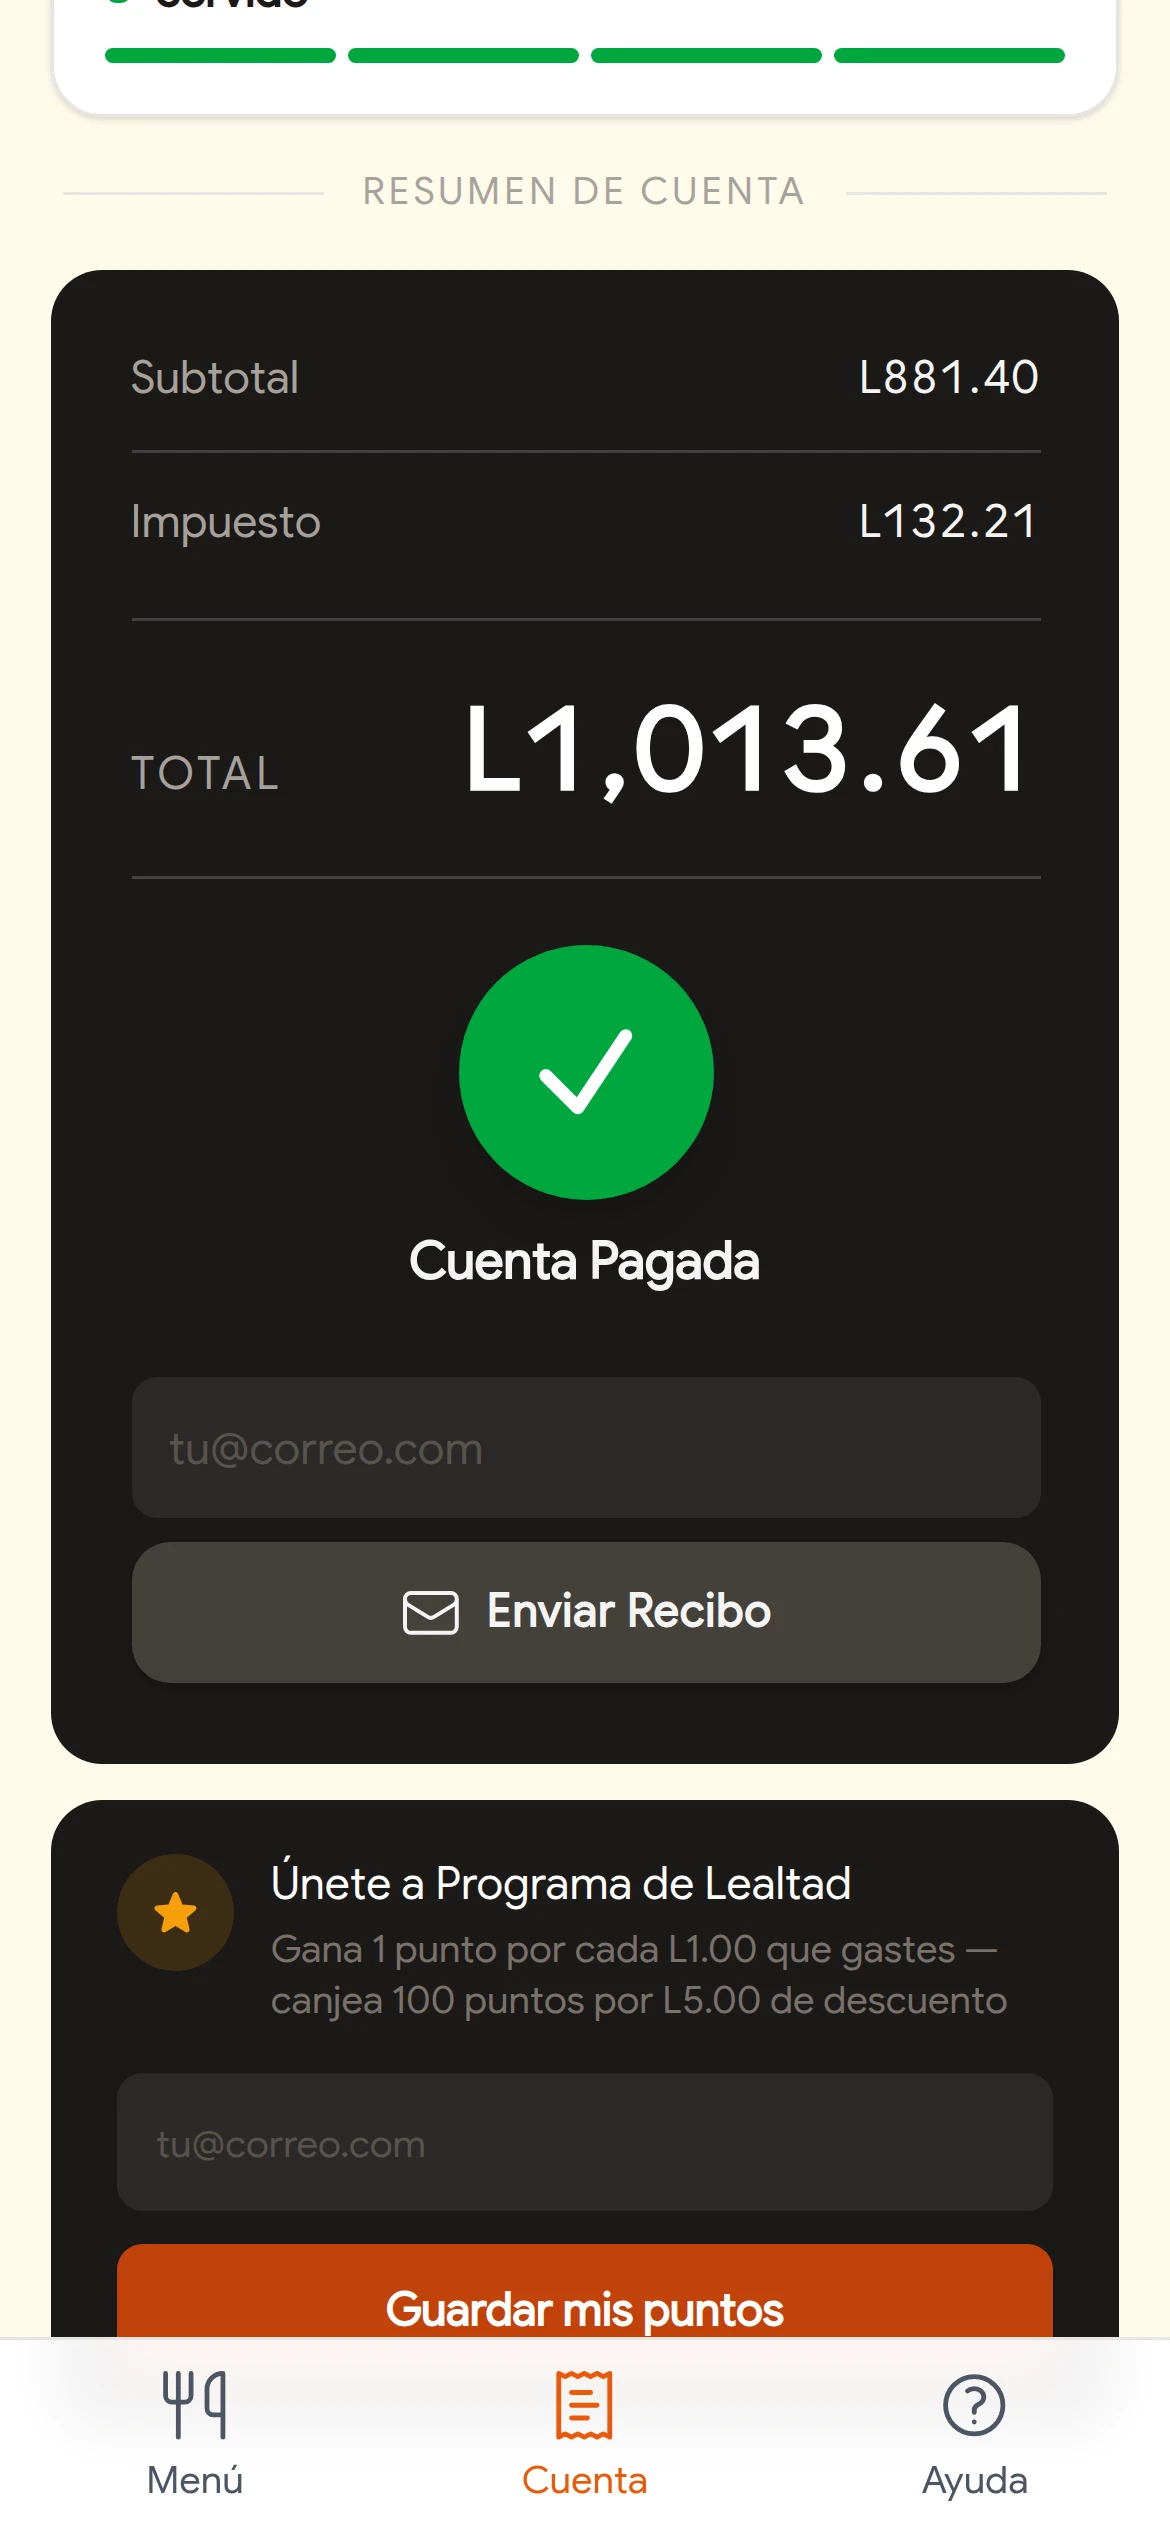 RESUMEN DE CUENTA
Subtotal L881.40
Impuesto L132.21
TOTAL L1,013.61
Cuenta Pagada
tu@correo.com
Enviar Recibo
Únete a Programa de Lealtad
Gana 1 punto por cada L1.00 que gastes —
canjea 100 puntos por L5.00 de descuento
tu@correo.com
Guardar mis puntos
Menú Cuenta Ayuda